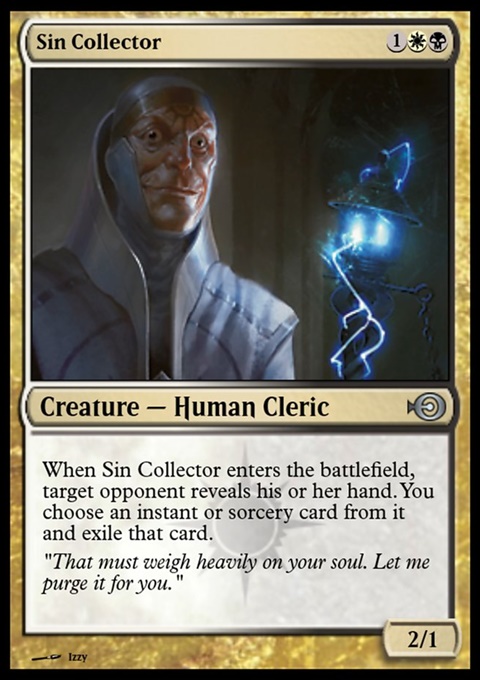 Sin Collector 1
Creature — Human Cleric
When Sin Collector enters the battlefield,
target opponent reveals his or her hand. You
choose an instant or sorcery card from it
and exile that card.
"That must weigh heavily on your soul. Let me
purge it for you."
2/1
Izzy